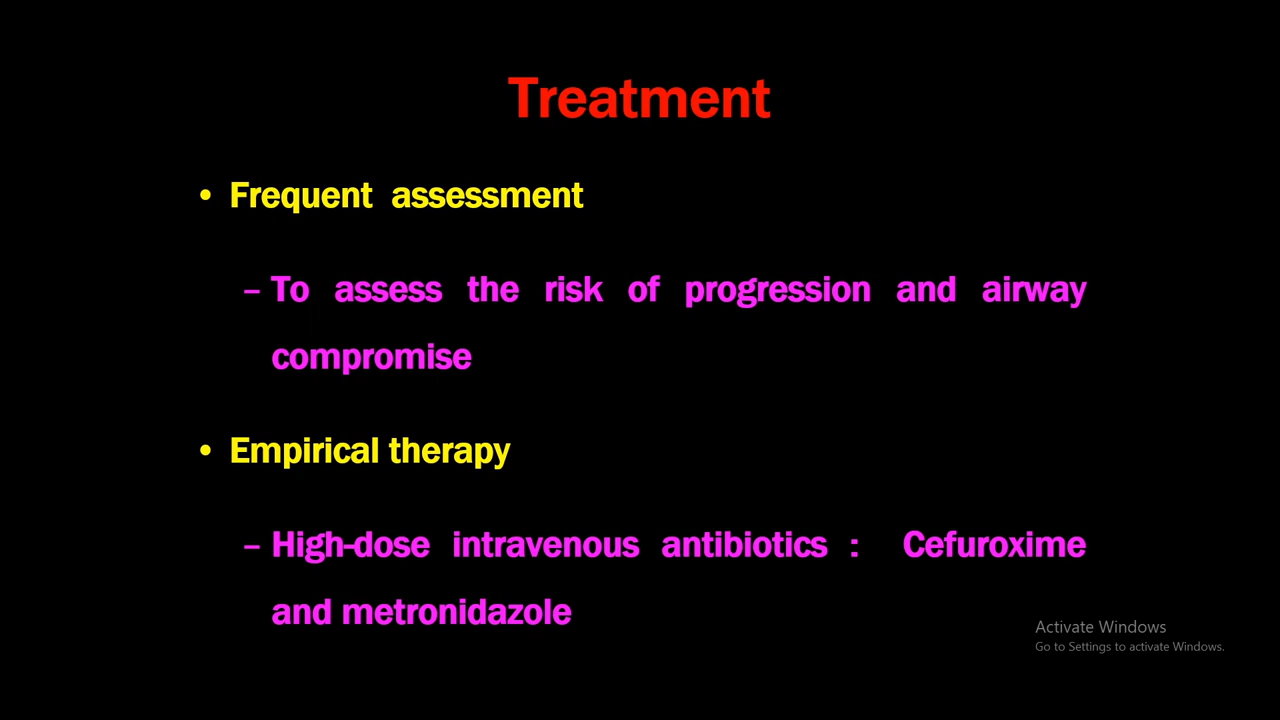 Treatment
• Frequent assessment
– To assess the risk of progression and airway
compromise
• Empirical therapy
– High-dose intravenous antibiotics : Cefuroxime
and metronidazole
Activate Windows
Go to Settings to activate Windows.